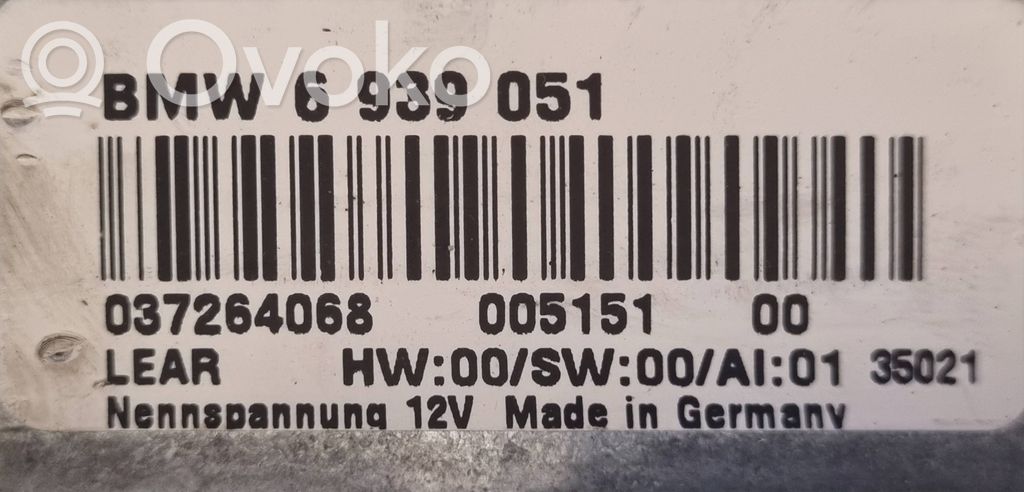 Ovoko
BMW 6 939 051
037264068 005151 00
LEAR HW:00/SW:00/AI:01 35021
Nennspannung 12V Made in Germany